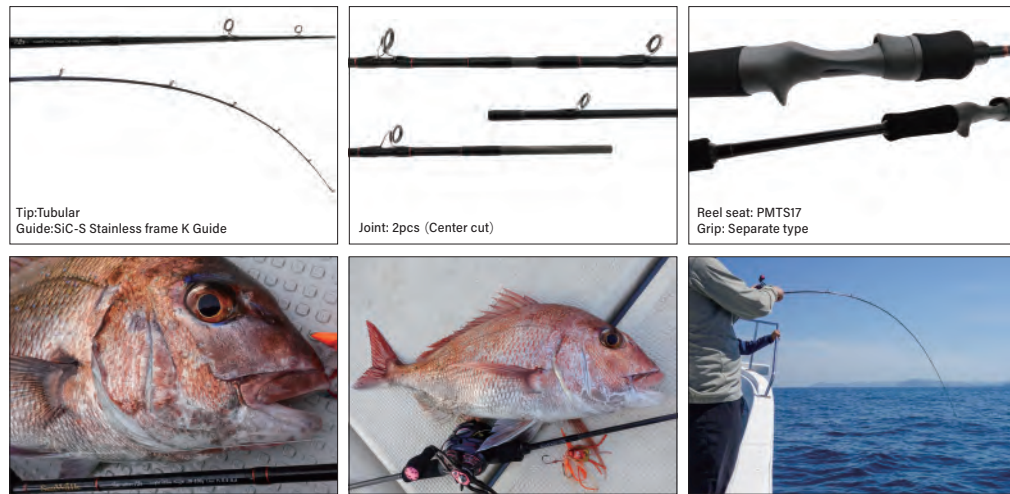 Tip:Tubular
Guide:SiC-S Stainless frame K Guide
Joint: 2pcs (Center cut)
Reel seat: PMTS17
Grip: Separate type